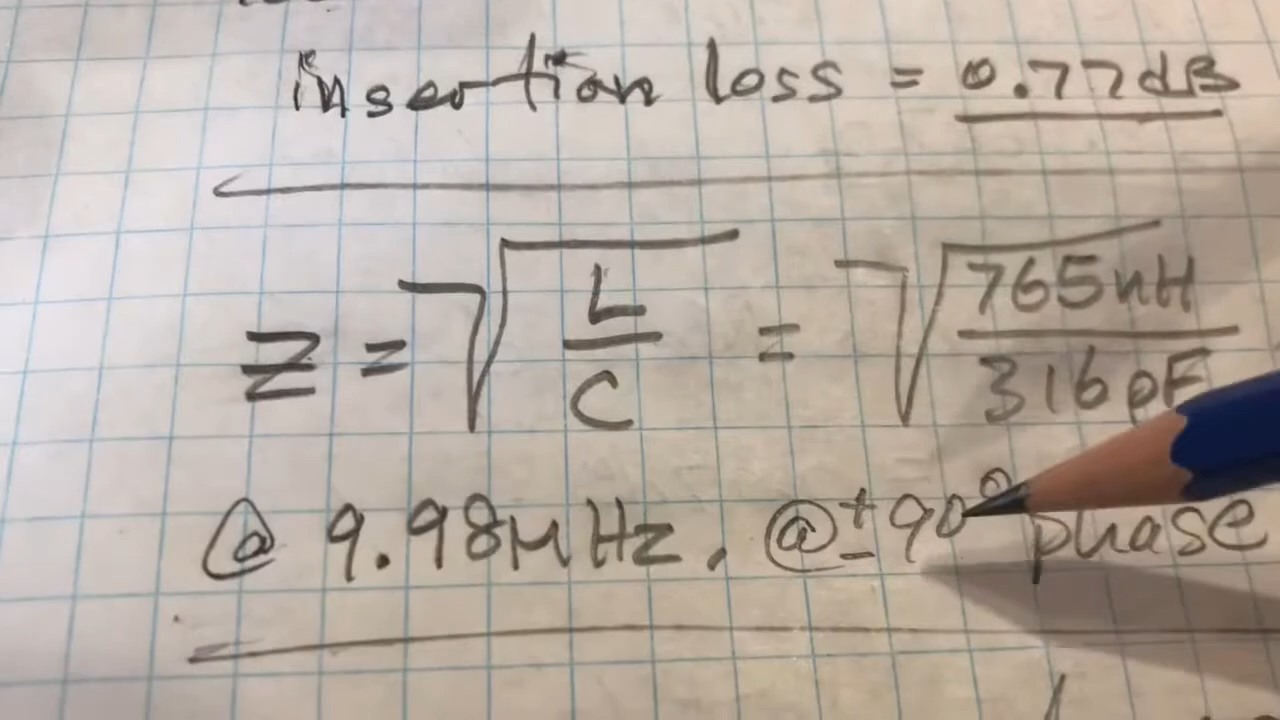 insertion loss = 0.77dB
Z = √(L/C) = √(765nH/316pF)
@ 9.98MHz, @±90° phase